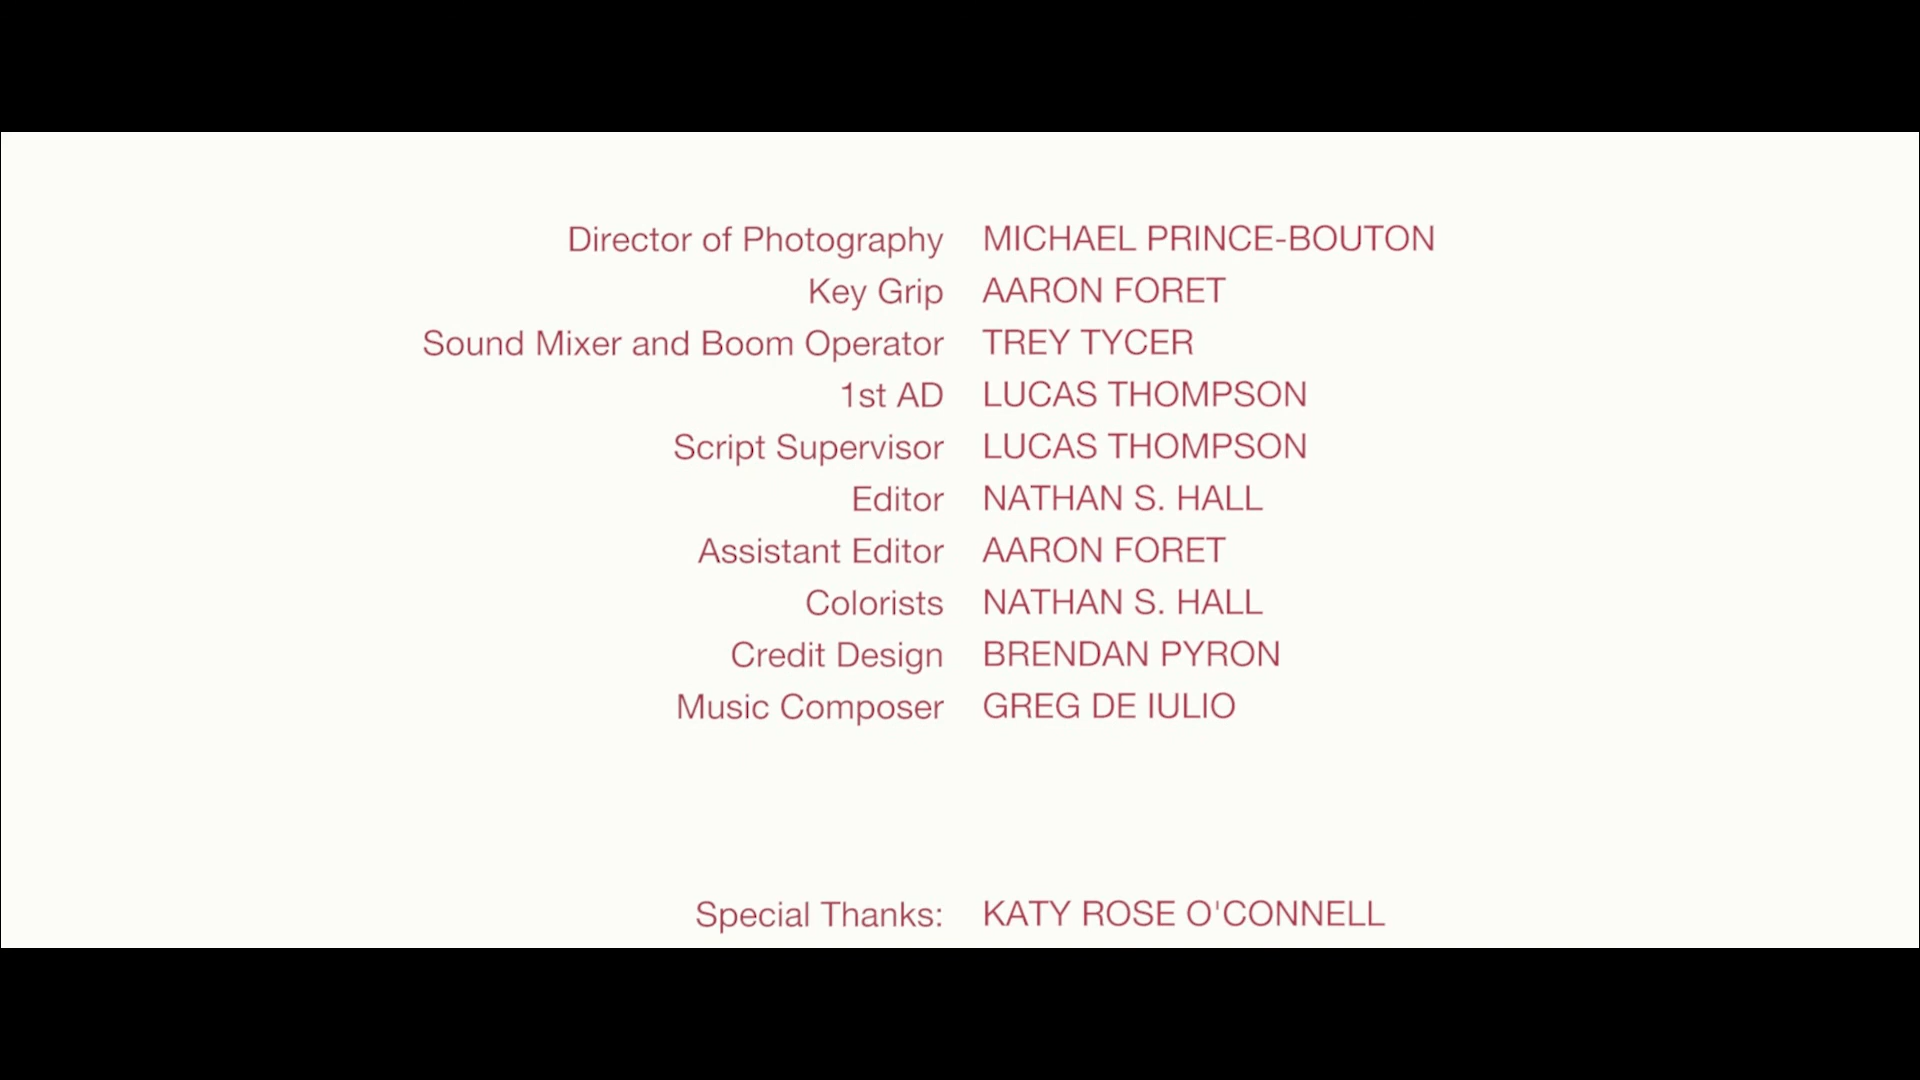 Director of Photography MICHAEL PRINCE-BOUTON
Key Grip AARON FORET
Sound Mixer and Boom Operator TREY TYCER
1st AD LUCAS THOMPSON
Script Supervisor LUCAS THOMPSON
Editor NATHAN S. HALL
Assistant Editor AARON FORET
Colorists NATHAN S. HALL
Credit Design BRENDAN PYRON
Music Composer GREG DE IULIO
Special Thanks: KATY ROSE O'CONNELL